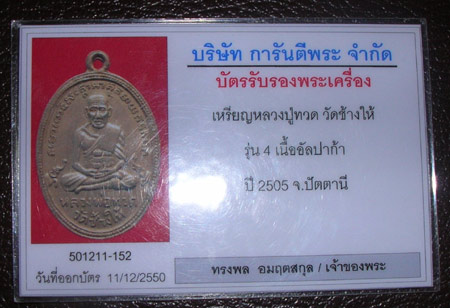 บริษัท การันตีพระ จำกัด
บัตรรับรองพระเครื่อง
เหรียญหลวงปู่ทวด วัดช้างให้
รุ่น 4 เนื้ออัลปาก้า
ปี 2505 จ.ปัตตานี
501211-152
วันที่ออกบัตร 11/12/2550
ทรงพล อมฤตสกุล / เจ้าของพระ